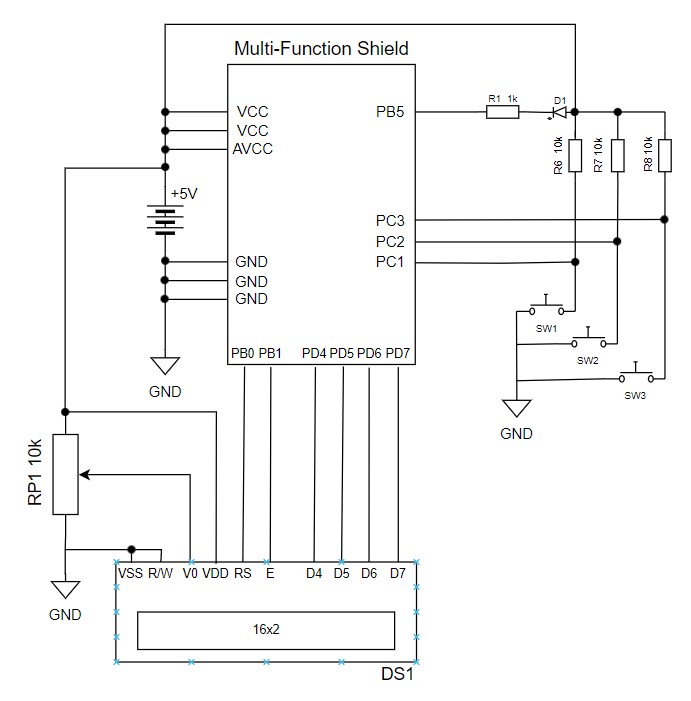 Multi-Function Shield
VCC
PB5
R1 1k
D1
VCC
AVCC
R6 10k
R7 10k
R8 10k
+5V
PC3
PC2
GND
PC1
GND
GND
SW1
PB0 PB1 PD4 PD5 PD6 PD7
SW2
GND
SW3
GND
RP1 10k
VSS R/W V0 VDD RS E D4 D5 D6 D7
GND
16x2
DS1